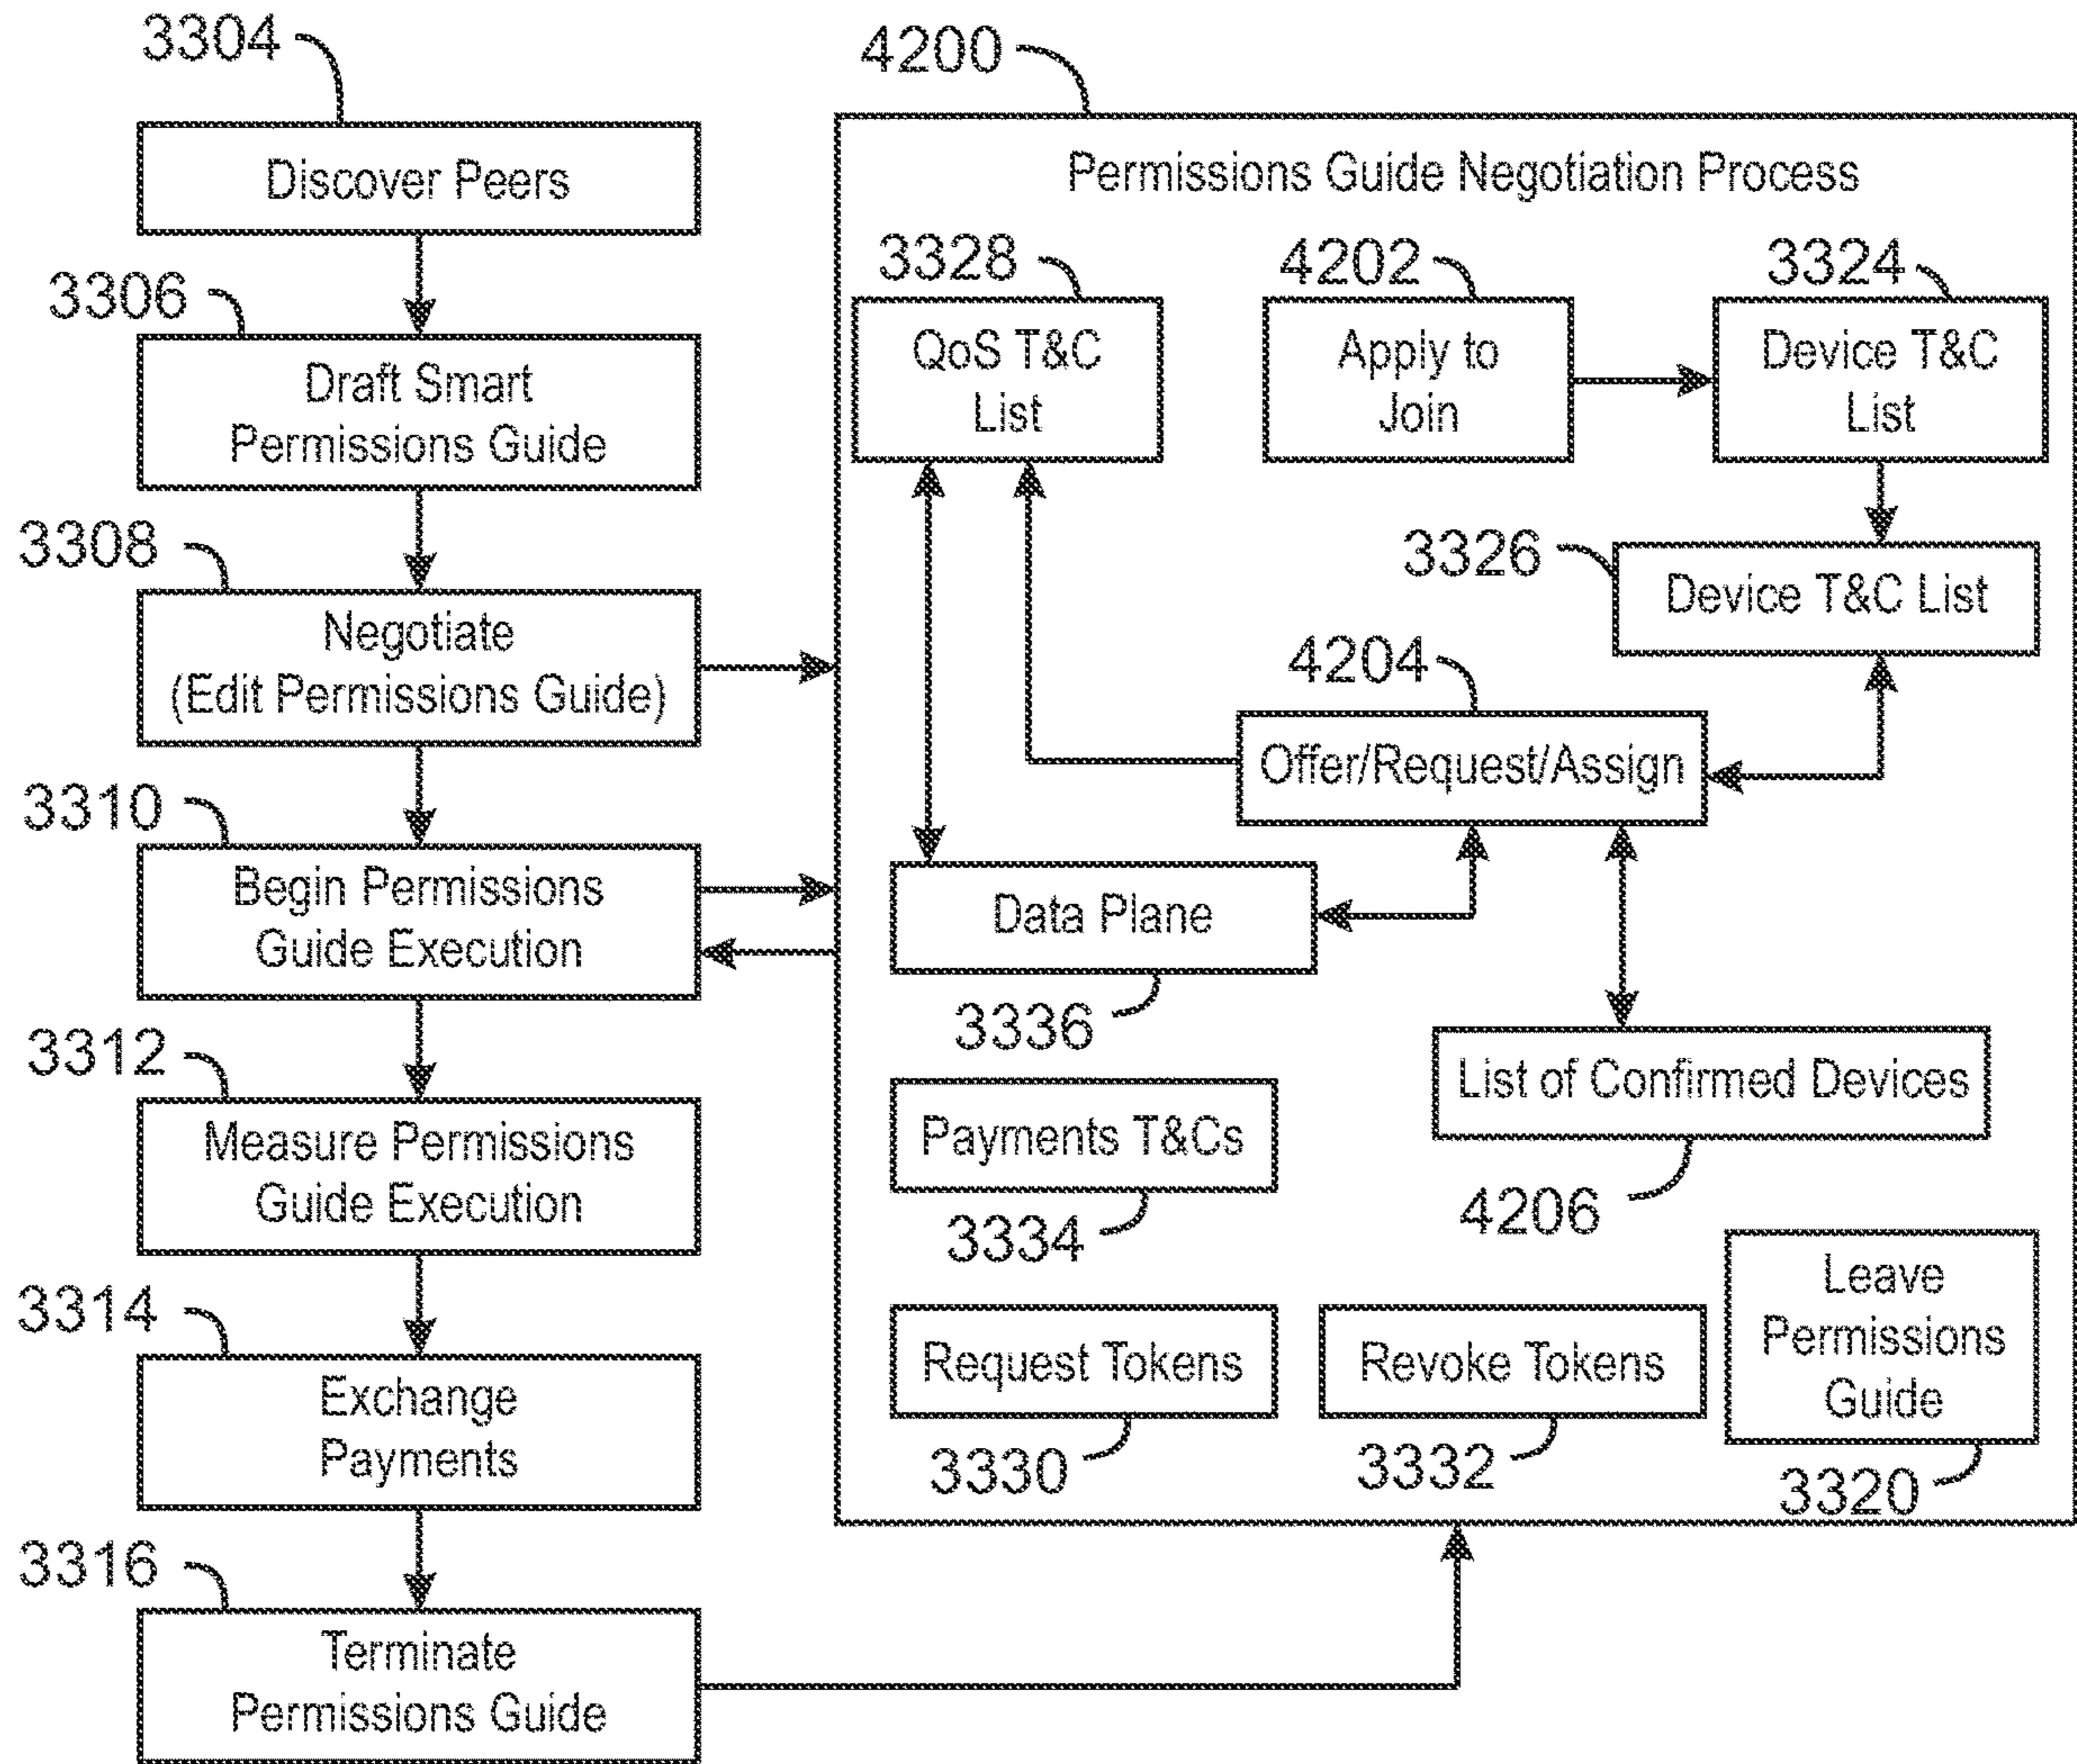 3304
Discover Peers
3306
Draft Smart
Permissions Guide
3308
Negotiate
(Edit Permissions Guide)
3310
Begin Permissions
Guide Execution
3312
Measure Permissions
Guide Execution
3314
Exchange
Payments
3316
Terminate
Permissions Guide
4200
Permissions Guide Negotiation Process
3328
QoS T&C
List
4202
Apply to
Join
3324
Device T&C
List
3326
Device T&C List
4204
Offer/Request/Assign
Data Plane
3336
List of Confirmed Devices
4206
Payments T&Cs
3334
Request Tokens
3330
Revoke Tokens
3332
Leave
Permissions
Guide
3320